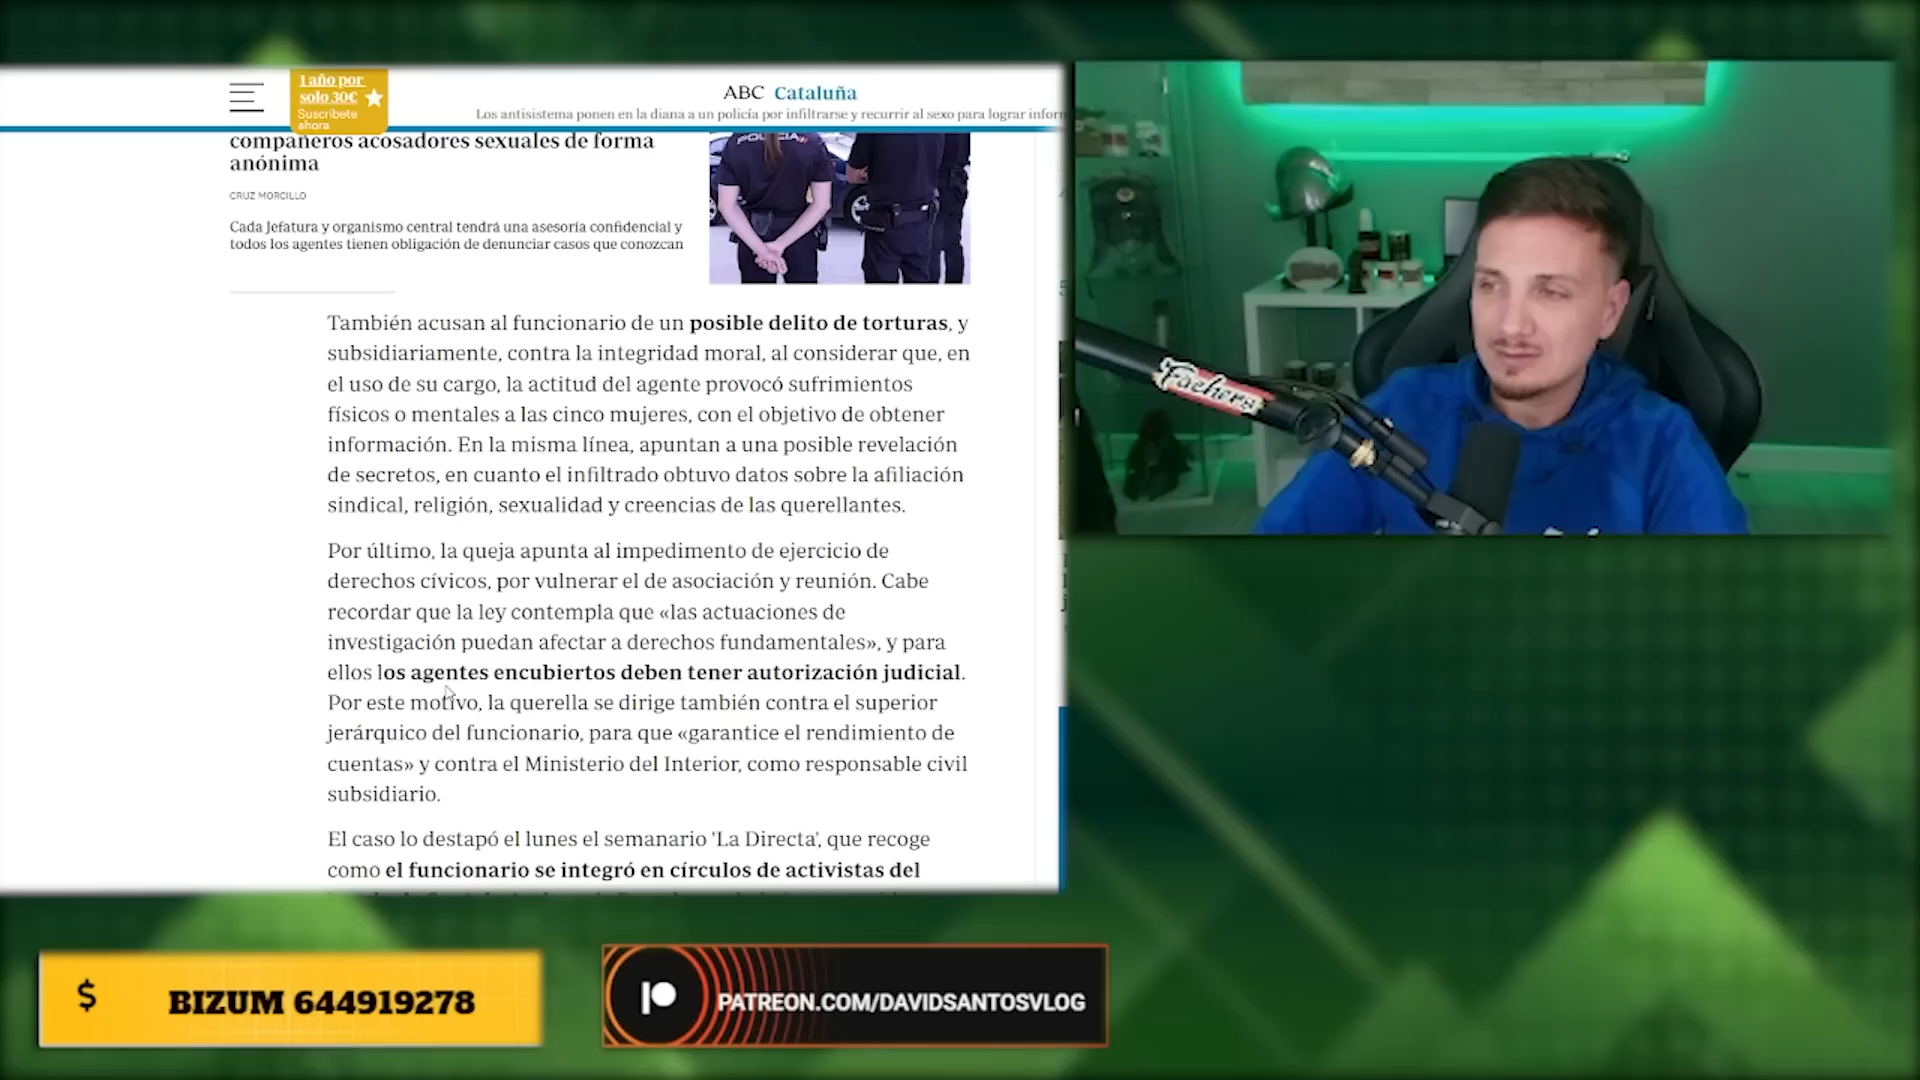 1 año por
solo 30€
Suscríbete
ahora
ABC Cataluña
Los antisistema ponen en la diana a un policía por infiltrarse y recurrir al sexo para lograr infor
compañeros acosadores sexuales de forma
anónima
CRUZ MORCILLO
Cada Jefatura y organismo central tendrá una asesoría confidencial y
todos los agentes tienen obligación de denunciar casos que conozcan
POLICIA
También acusan al funcionario de un posible delito de torturas, y
subsidiariamente, contra la integridad moral, al considerar que, en
el uso de su cargo, la actitud del agente provocó sufrimientos
físicos o mentales a las cinco mujeres, con el objetivo de obtener
información. En la misma línea, apuntan a una posible revelación
de secretos, en cuanto el infiltrado obtuvo datos sobre la afiliación
sindical, religión, sexualidad y creencias de las querellantes.
Por último, la queja apunta al impedimento de ejercicio de
derechos cívicos, por vulnerar el de asociación y reunión. Cabe
recordar que la ley contempla que «las actuaciones de
investigación puedan afectar a derechos fundamentales», y para
ellos los agentes encubiertos deben tener autorización judicial.
Por este motivo, la querella se dirige también contra el superior
jerárquico del funcionario, para que «garantice el rendimiento de
cuentas» y contra el Ministerio del Interior, como responsable civil
subsidiario.
El caso lo destapó el lunes el semanario 'La Directa', que recoge
como el funcionario se integró en círculos de activistas del
Fachers
$ BIZUM 644919278
PATREON.COM/DAVIDSANTOSVLOG